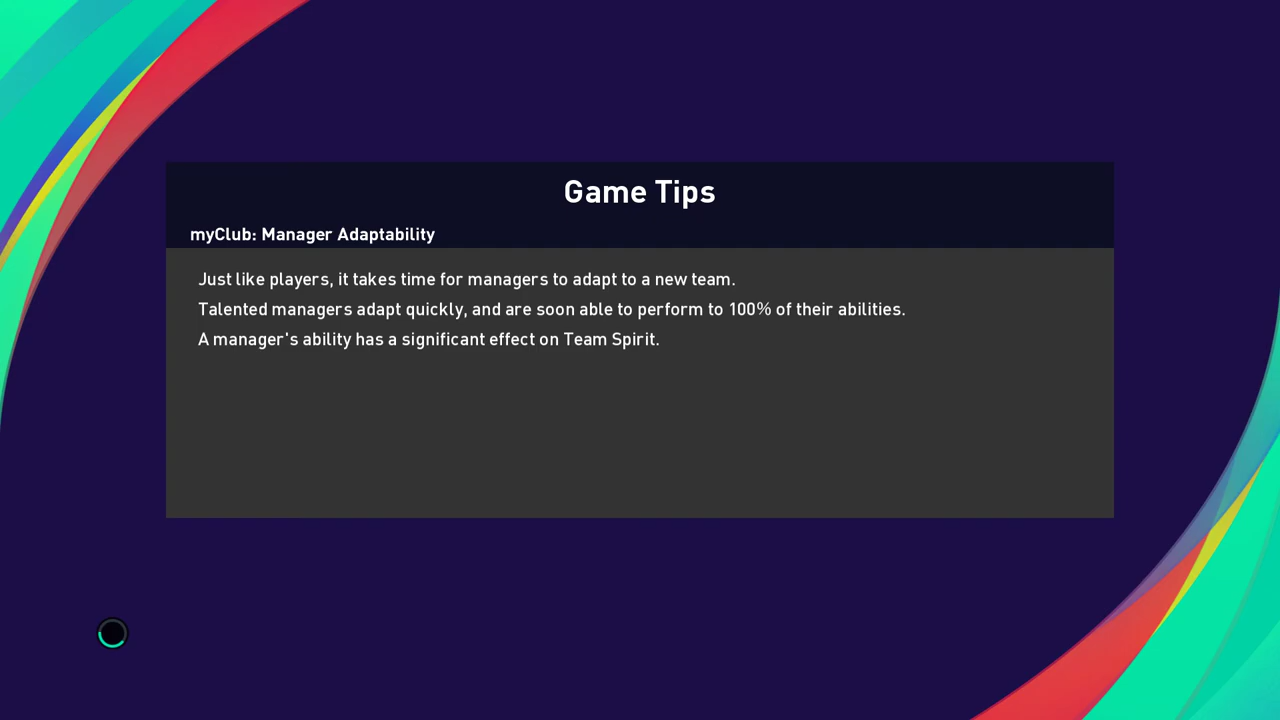 Game Tips
myClub: Manager Adaptability
Just like players, it takes time for managers to adapt to a new team.
Talented managers adapt quickly, and are soon able to perform to 100% of their abilities.
A manager's ability has a significant effect on Team Spirit.